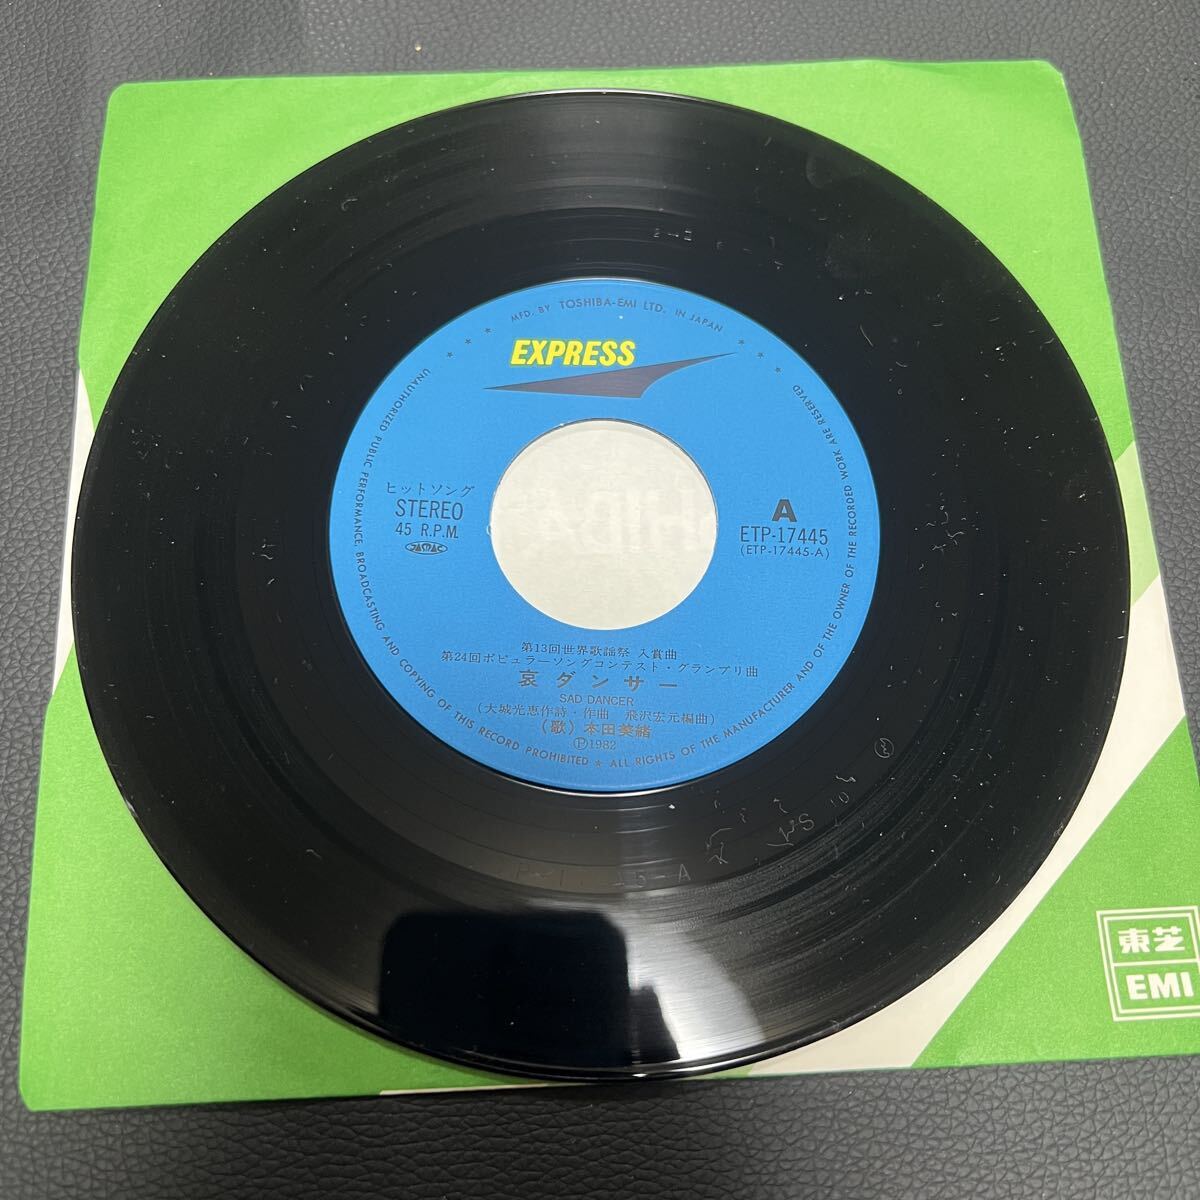 MFD. BY TOSHIBA-EMI LTD. IN JAPAN
EXPRESS
ヒットソング
STEREO
45 R.P.M.
JASRAC
A
ETP-17445
(ETP-17445-A)
第13回世界歌謡祭 入賞曲
第24回ポピュラーソングコンテスト・グランプリ曲
哀ダンサー
SAD DANCER
(大城光恵作詩・作曲 飛沢宏元編曲)
(歌) 本田美緒
Ⓟ1982
UNAUTHORIZED PUBLIC PERFORMANCE, BROADCASTING AND COPYING OF THIS RECORD PROHIBITED ★ ALL RIGHTS OF THE MANUFACTURER AND OF THE OWNER OF THE RECORDED WORK ARE RESERVED
東芝
EMI